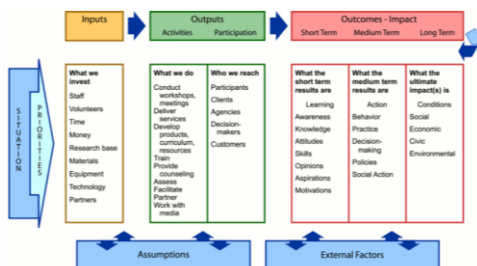 Inputs
Outputs
Activities Participation
Outcomes - Impact
Short Term Medium Term Long Term
SITUATION
PRIORITIES
What we
invest
Staff
Volunteers
Time
Money
Research base
Materials
Equipment
Technology
Partners
What we do
Conduct
workshops,
meetings
Deliver
services
Develop
products,
curriculum,
resources
Train
Provide
counseling
Assess
Facilitate
Partner
Work with
media
Who we reach
Participants
Clients
Agencies
Decision-
makers
Customers
What the
short term
results are
Learning
Awareness
Knowledge
Attitudes
Skills
Opinions
Aspirations
Motivations
What the
medium term
results are
Action
Behavior
Practice
Decision-
making
Policies
Social Action
What the
ultimate
impact(s) is
Conditions
Social
Economic
Civic
Environmental
Assumptions
External Factors